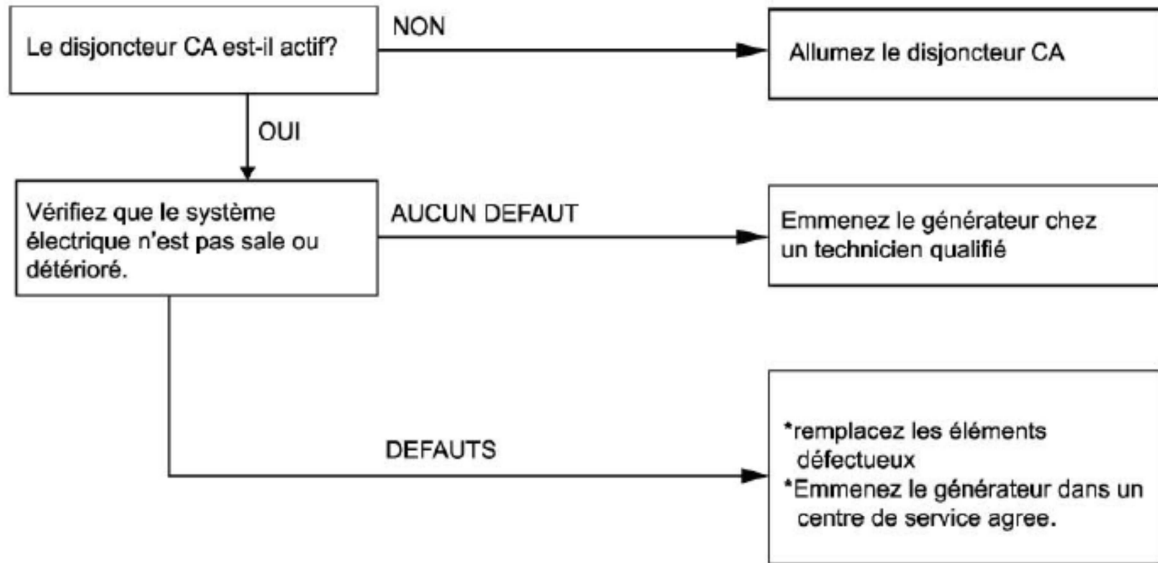 Le disjoncteur CA est-il actif?
NON
Allumez le disjoncteur CA
OUI
Vérifiez que le système
électrique n'est pas sale ou
détérioré.
AUCUN DEFAUT
Emmenez le générateur chez
un technicien qualifié
DEFAUTS
*remplacez les éléments
défectueux
*Emmenez le générateur dans un
centre de service agree.